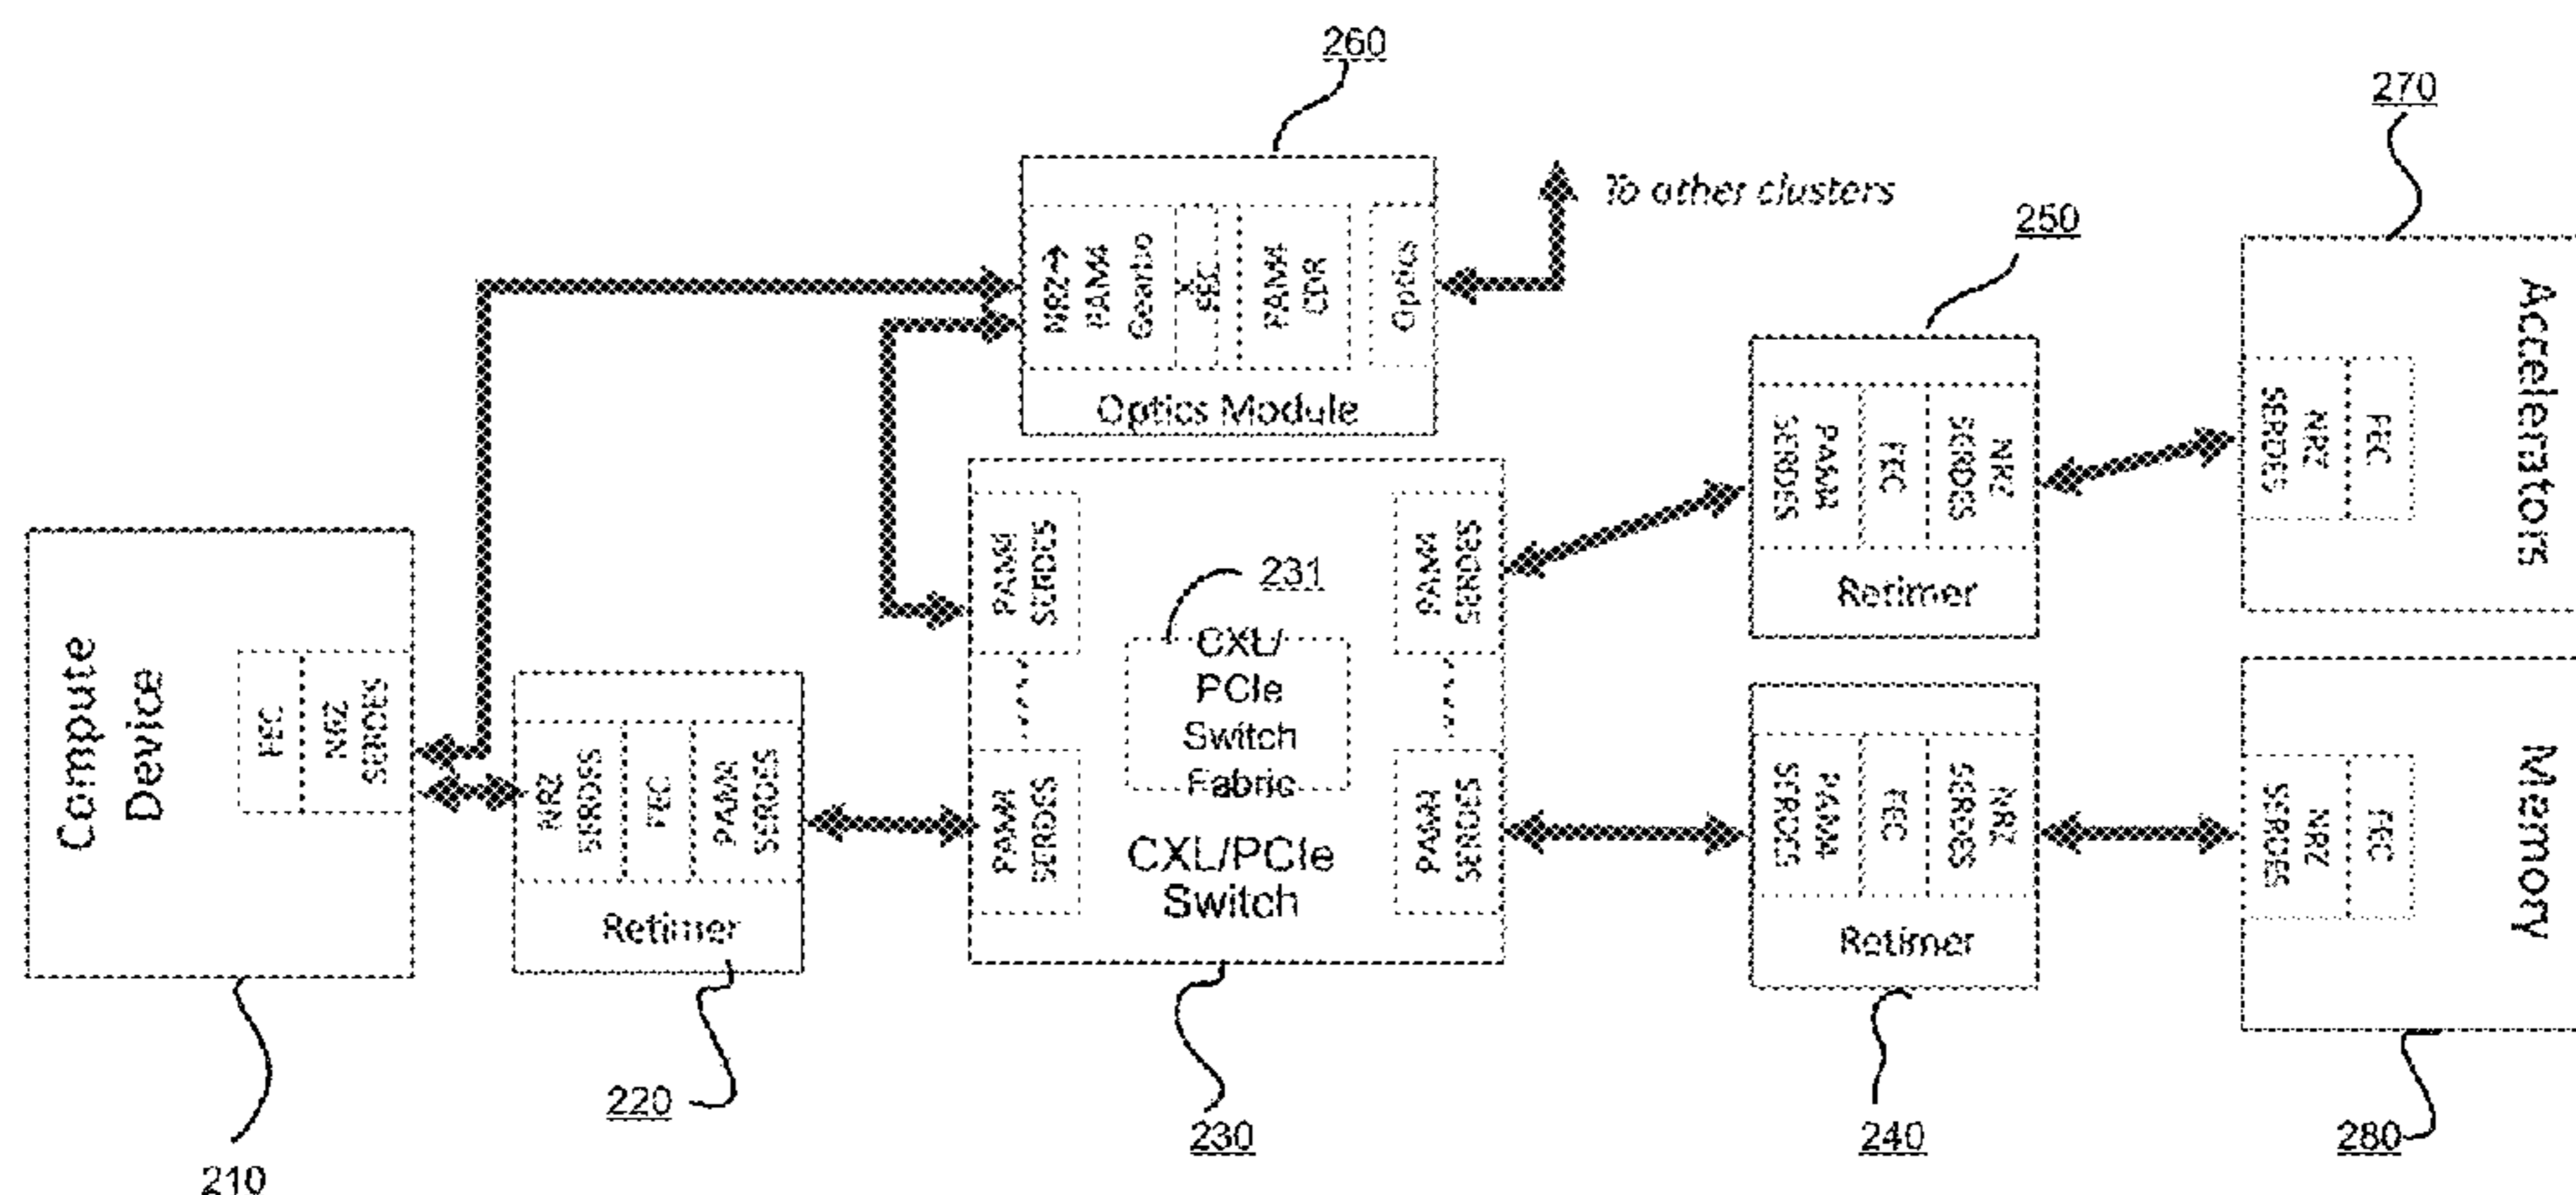 260
270
To other clusters
250
NRZ→
PAM4
Gearbo
X
FEC
PAM4
CDR
Optics
Optics Module
PAM4
SERDES
FEC
NRZ
SERDES
Retimer
NRZ
SERDES
FEC
Accelerators
Compute
Device
FEC
NRZ
SERDES
NRZ
SERDES
FEC
PAM4
SERDES
Retimer
PAM4
SERDES
PAM4
SERDES
231
CXL/
PCIe
Switch
Fabric
CXL/PCIe
Switch
PAM4
SERDES
PAM4
SERDES
PAM4
SERDES
FEC
NRZ
SERDES
Retimer
NRZ
SERDES
FEC
Memory
210
220
230
240
280